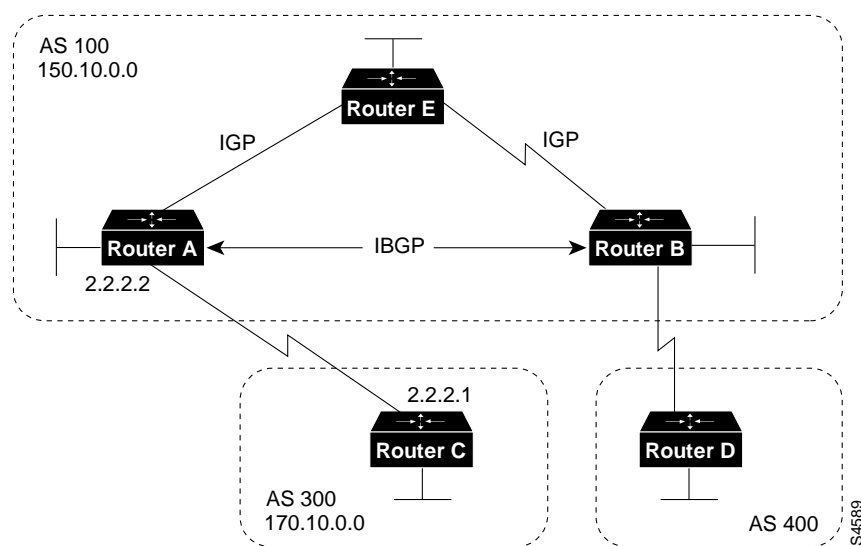 AS 100
150.10.0.0
Router E
IGP
IGP
Router A
IBGP
Router B
2.2.2.2
2.2.2.1
Router C
Router D
AS 300
170.10.0.0
AS 400
S4589